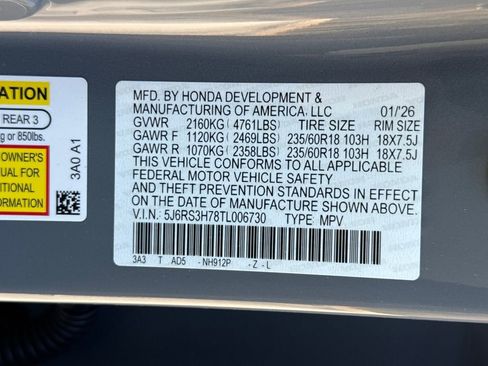 ATION
REAR 3
g or 850lbs.
OWNER'S
NUAL FOR
ITIONAL
ORMATION
3A0 A1
MFD. BY HONDA DEVELOPMENT &
MANUFACTURING OF AMERICA, LLC 01/26
GVWR 2160KG (4761LBS) TIRE SIZE RIM SIZE
GAWR F 1120KG (2469LBS) 235/60R18 103H 18X7.5J
GAWR R 1070KG (2358LBS) 235/60R18 103H 18X7.5J
THIS VEHICLE CONFORMS TO ALL APPLICABLE
FEDERAL MOTOR VEHICLE SAFETY
AND THEFT PREVENTION STANDARDS IN EFFECT
ON THE DATE OF MANUFACTURE SHOWN ABOVE.
V.I.N.: 5J6RS3H78TL006730 TYPE: MPV
3A3 T AD5 -NH912P -Z-L